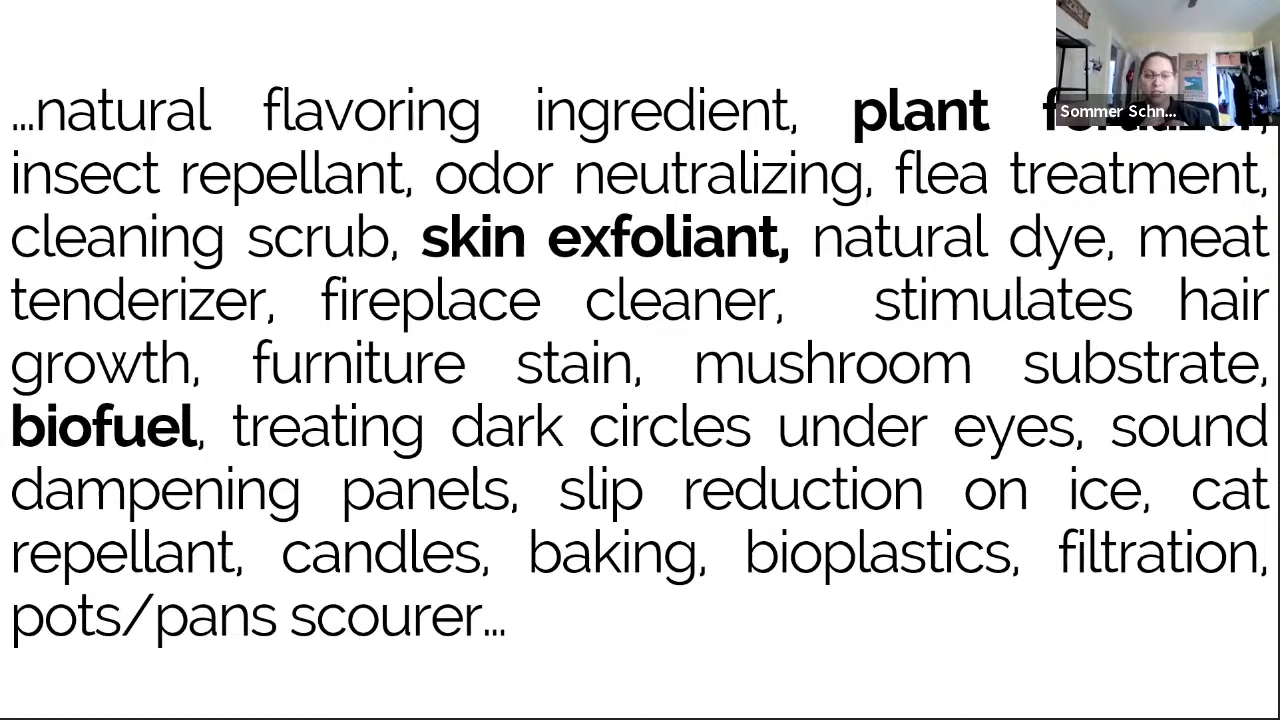 ...natural flavoring ingredient, plant
insect repellant, odor neutralizing, flea treatment,
cleaning scrub, skin exfoliant, natural dye, meat
tenderizer, fireplace cleaner, stimulates hair
growth, furniture stain, mushroom substrate,
biofuel, treating dark circles under eyes, sound
dampening panels, slip reduction on ice, cat
repellant, candles, baking, bioplastics, filtration,
pots/pans scourer...
Sommer Schn...